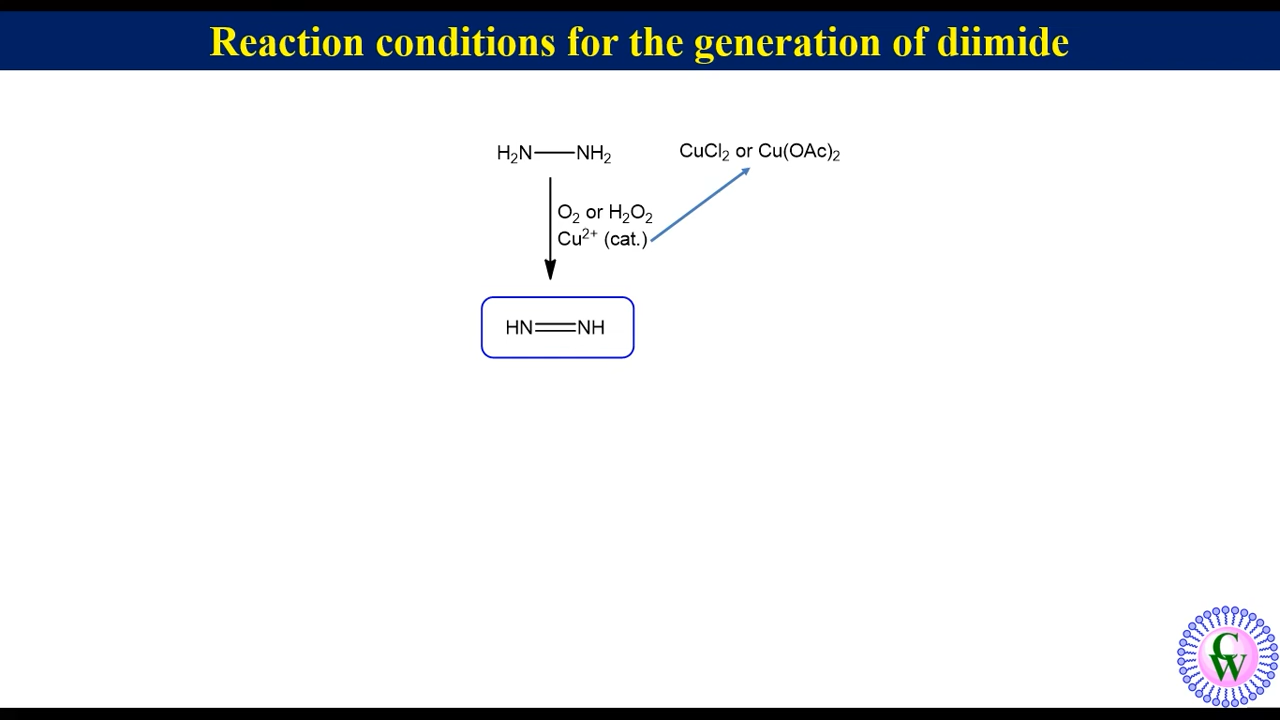 Reaction conditions for the generation of diimide
H₂N—NH₂
CuCl₂ or Cu(OAc)₂
O₂ or H₂O₂
Cu²⁺ (cat.)
HN=NH
CW